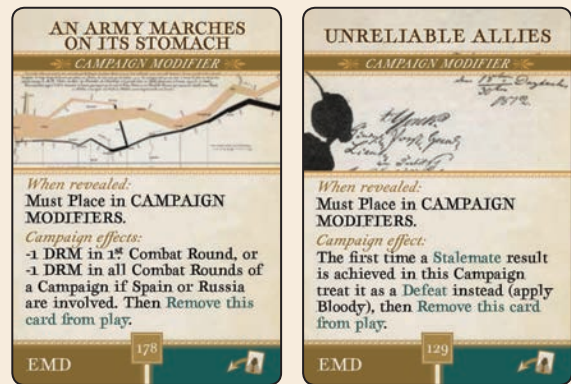 AN ARMY MARCHES
ON ITS STOMACH
CAMPAIGN MODIFIER
When revealed:
Must Place in CAMPAIGN
MODIFIERS.
Campaign effects:
-1 DRM in 1st Combat Round, or
-1 DRM in all Combat Rounds of
a Campaign if Spain or Russia
are involved. Then Remove this
card from play.
178
EMD
UNRELIABLE ALLIES
CAMPAIGN MODIFIER
1812.
When revealed:
Must Place in CAMPAIGN
MODIFIERS.
Campaign effect:
The first time a Stalemate result
is achieved in this Campaign
treat it as a Defeat instead (apply
Bloody), then Remove this card
from play.
129
EMD